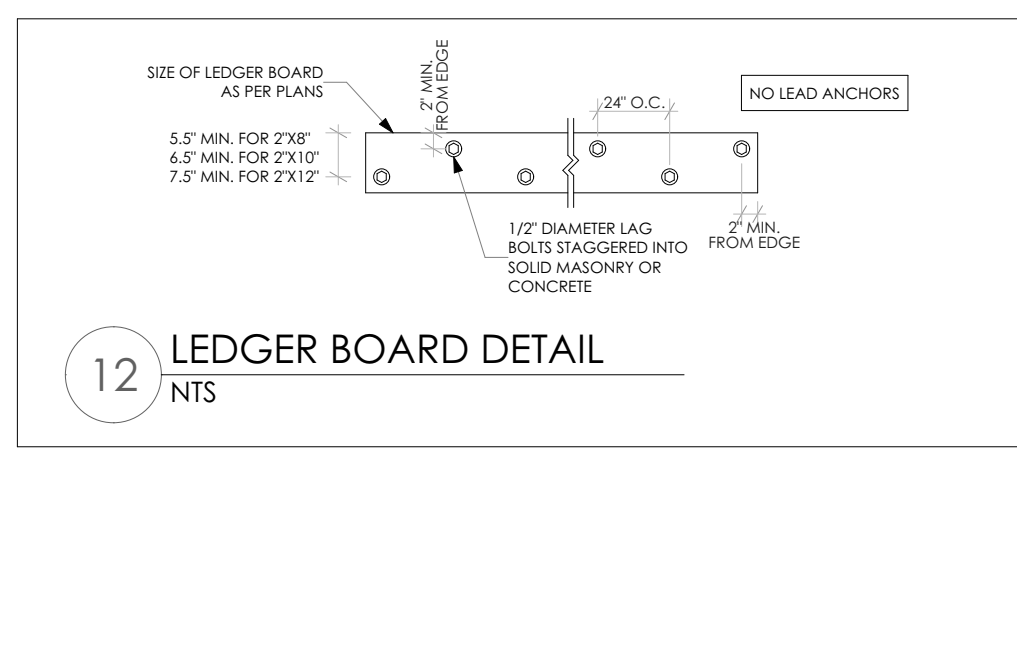 SIZE OF LEDGER BOARD
AS PER PLANS
2" MIN.
FROM EDGE
24" O.C.
NO LEAD ANCHORS
5.5" MIN. FOR 2"X8"
6.5" MIN. FOR 2"X10"
7.5" MIN. FOR 2"X12"
1/2" DIAMETER LAG
BOLTS STAGGERED INTO
SOLID MASONRY OR
CONCRETE
2" MIN.
FROM EDGE
12
LEDGER BOARD DETAIL
NTS